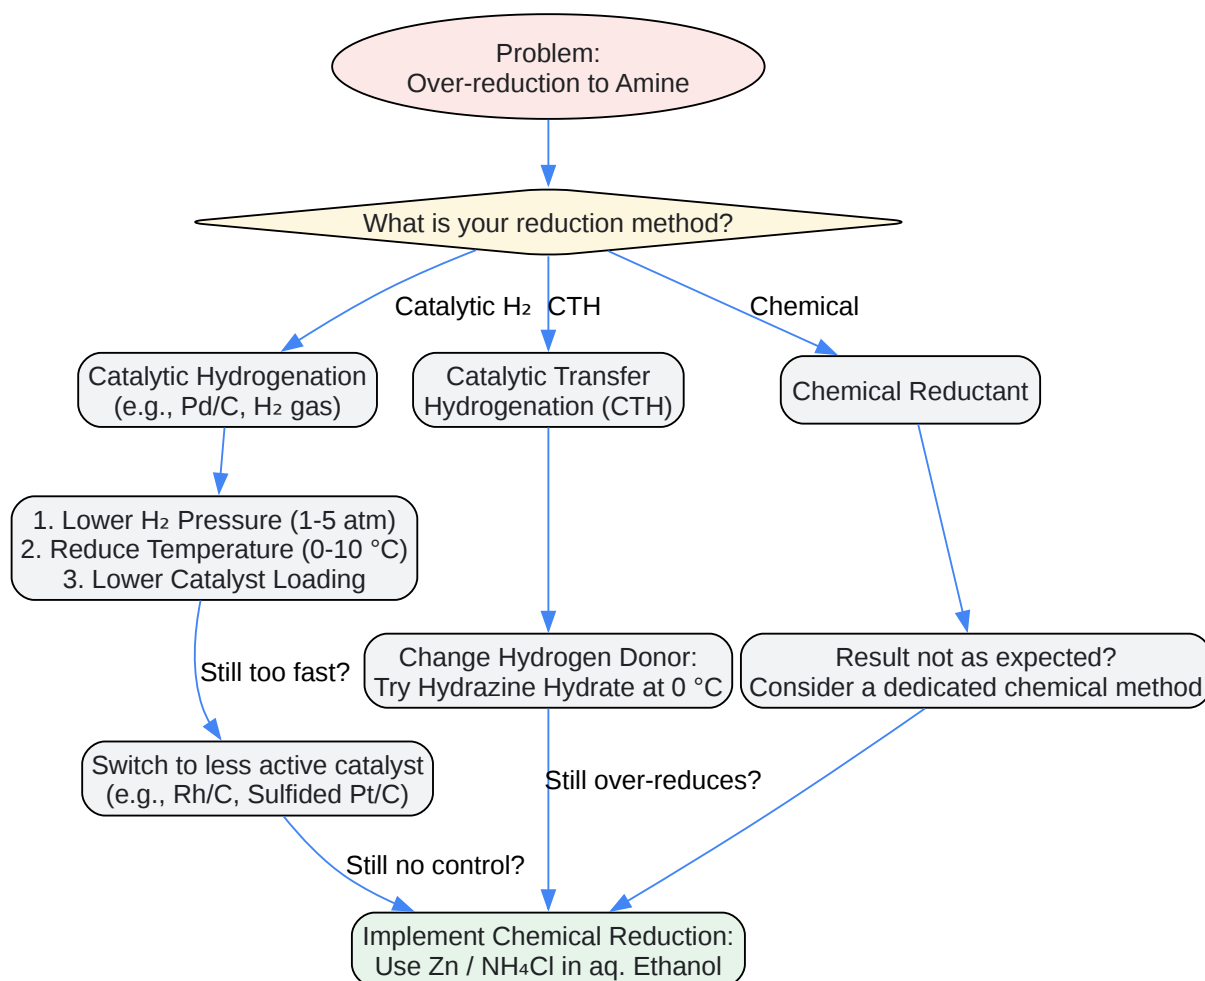 Problem:
Over-reduction to Amine
What is your reduction method?
Catalytic H₂
CTH
Chemical
Catalytic Hydrogenation
(e.g., Pd/C, H₂ gas)
Catalytic Transfer
Hydrogenation (CTH)
Chemical Reductant
1. Lower H₂ Pressure (1-5 atm)
2. Reduce Temperature (0-10 °C)
3. Lower Catalyst Loading
Still too fast?
Change Hydrogen Donor:
Try Hydrazine Hydrate at 0 °C
Result not as expected?
Consider a dedicated chemical method
Switch to less active catalyst
(e.g., Rh/C, Sulfided Pt/C)
Still over-reduces?
Still no control?
Implement Chemical Reduction:
Use Zn / NH₄Cl in aq. Ethanol